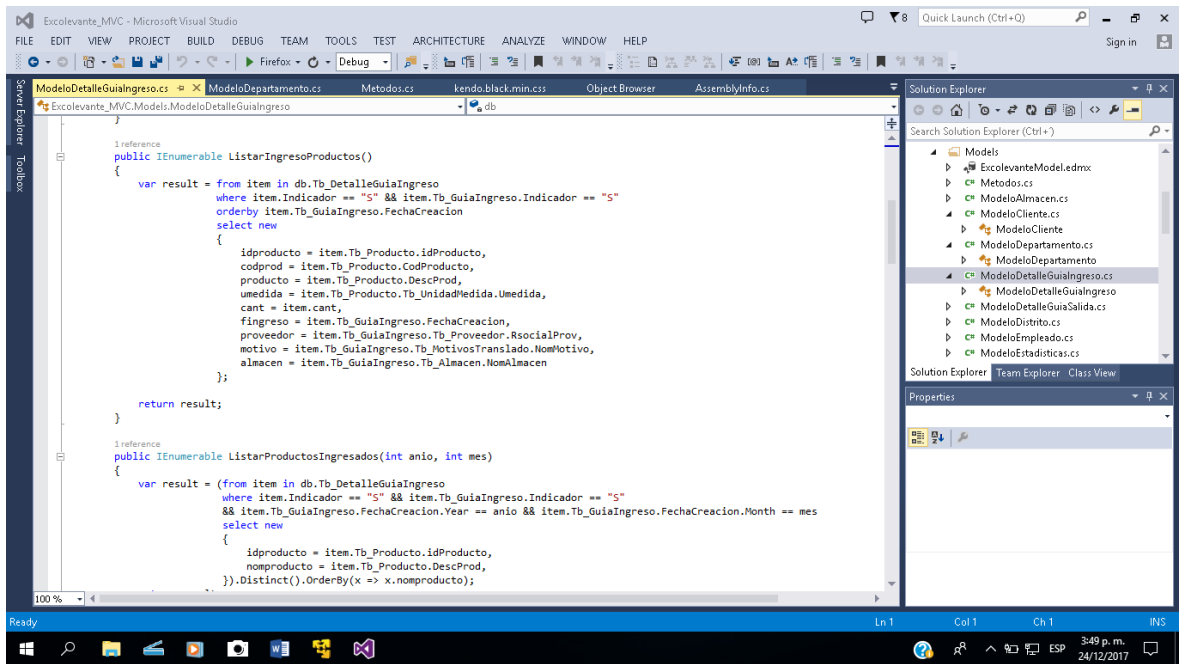 Excolevante_MVC - Microsoft Visual Studio
8
Quick Launch (Ctrl+Q)
FILE EDIT VIEW PROJECT BUILD DEBUG TEAM TOOLS TEST ARCHITECTURE ANALYZE WINDOW HELP
Sign in
Firefox
Debug
Server Explorer
Toolbox
ModeloDetalleGuiaIngreso.cs
ModeloDepartamento.cs
Metodos.cs
kendo.black.min.css
Object Browser
AssemblyInfo.cs
Excolevante_MVC.Models.ModeloDetalleGuiaIngreso
db
}
1 reference
public IEnumerable ListarIngresoProductos()
{
var result = from item in db.Tb_DetalleGuiaIngreso
where item.Indicador == "S" && item.Tb_GuiaIngreso.Indicador == "S"
orderby item.Tb_GuiaIngreso.FechaCreacion
select new
{
idproducto = item.Tb_Producto.idProducto,
codprod = item.Tb_Producto.CodProducto,
producto = item.Tb_Producto.DescProd,
umedida = item.Tb_Producto.Tb_UnidadMedida.Umedida,
cant = item.cant,
fingreso = item.Tb_GuiaIngreso.FechaCreacion,
proveedor = item.Tb_GuiaIngreso.Tb_Proveedor.RsocialProv,
motivo = item.Tb_GuiaIngreso.Tb_MotivosTranslado.NomMotivo,
almacen = item.Tb_GuiaIngreso.Tb_Almacen.NomAlmacen
};
return result;
}
1 reference
public IEnumerable ListarProductosIngresados(int anio, int mes)
{
var result = (from item in db.Tb_DetalleGuiaIngreso
where item.Indicador == "S" && item.Tb_GuiaIngreso.Indicador == "S"
&& item.Tb_GuiaIngreso.FechaCreacion.Year == anio && item.Tb_GuiaIngreso.FechaCreacion.Month == mes
select new
{
idproducto = item.Tb_Producto.idProducto,
nomproducto = item.Tb_Producto.DescProd,
}).Distinct().OrderBy(x => x.nomproducto);
100 %
Solution Explorer
Search Solution Explorer (Ctrl+´)
Models
ExcolevanteModel.edmx
C# Metodos.cs
C# ModeloAlmacen.cs
C# ModeloCliente.cs
ModeloCliente
C# ModeloDepartamento.cs
ModeloDepartamento
C# ModeloDetalleGuiaIngreso.cs
ModeloDetalleGuiaIngreso
C# ModeloDetalleGuiaSalida.cs
C# ModeloDistrito.cs
C# ModeloEmpleado.cs
C# ModeloEstadisticas.cs
Solution Explorer Team Explorer Class View
Properties
Ready
Ln 1 Col 1 Ch 1 INS
ESP
3:49 p. m.
24/12/2017